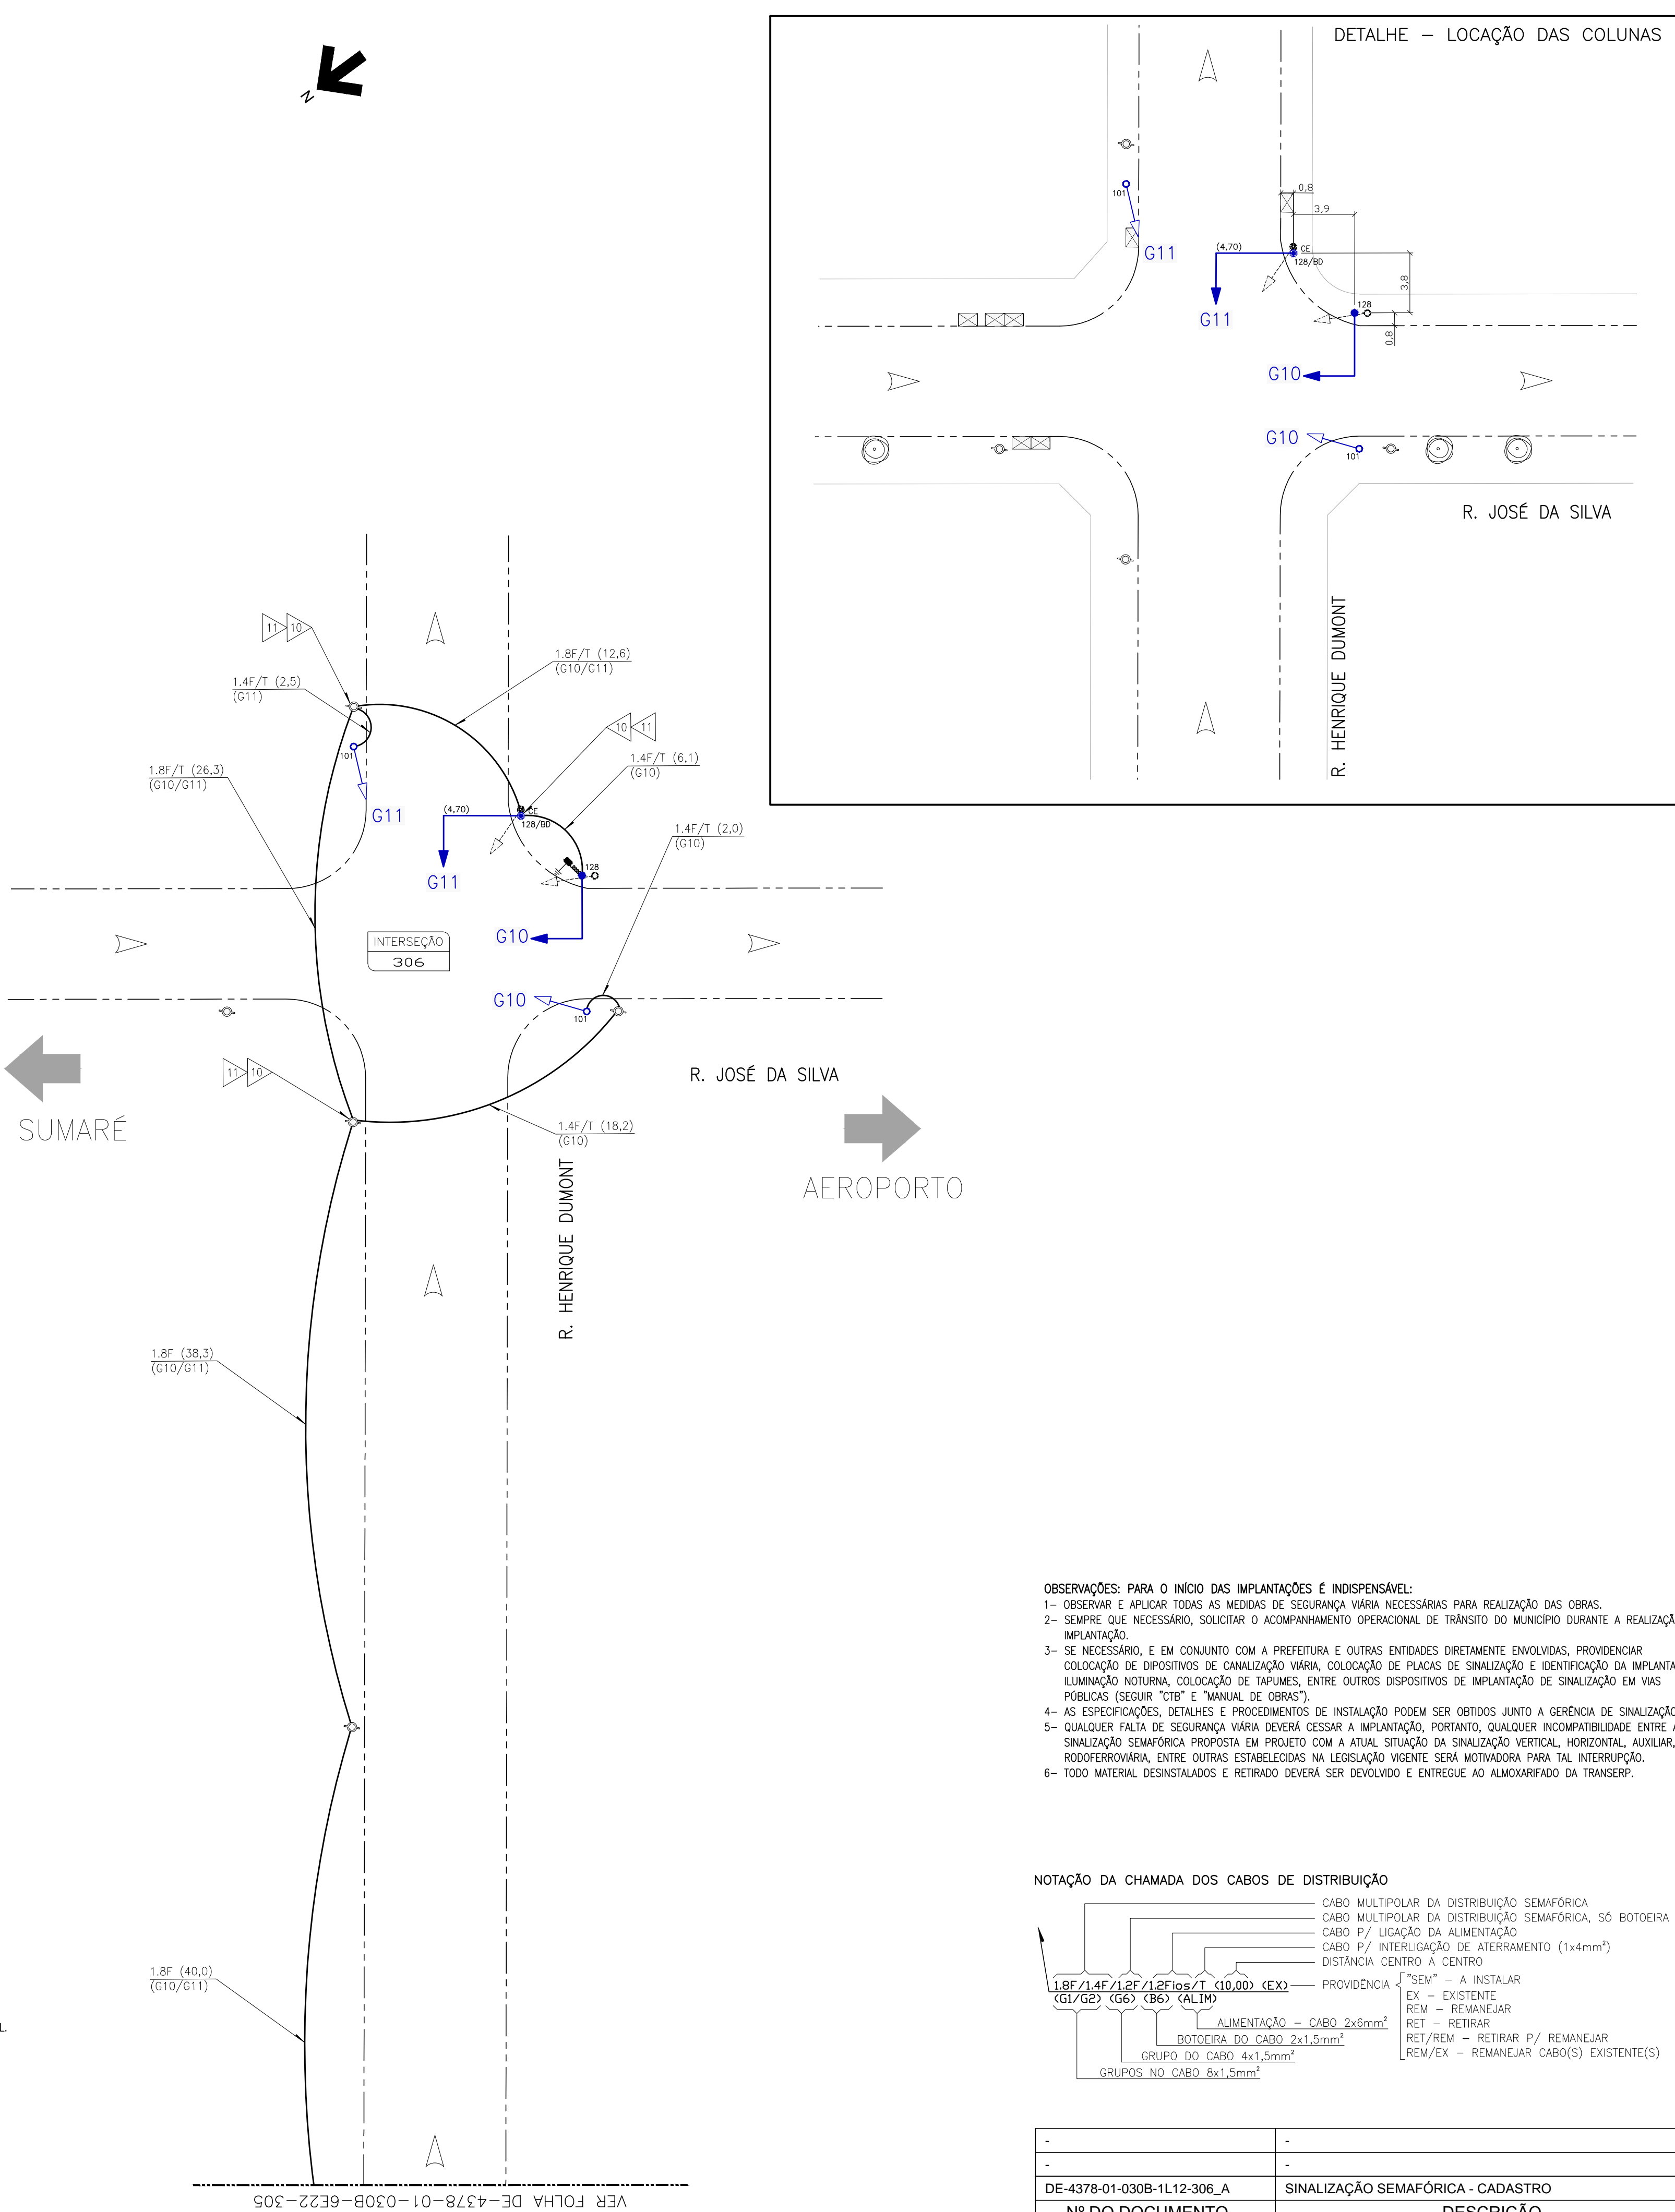 N
DETALHE – LOCAÇÃO DAS COLUNAS
101
G11
0,8
3,9
(4,70)
CE
128/BD
3,8
G11
128
0,8
G10
G10
101
R. JOSÉ DA SILVA
R. HENRIQUE DUMONT
11
10
1.8F/T (12,6)
(G10/G11)
1.4F/T (2,5)
(G11)
10
11
101
1.4F/T (6,1)
(G10)
1.8F/T (26,3)
(G10/G11)
G11
(4,70)
CE
128/BD
1.4F/T (2,0)
(G10)
128
G11
G10
INTERSEÇÃO
306
G10
101
11
10
R. JOSÉ DA SILVA
SUMARÉ
1.4F/T (18,2)
(G10)
AEROPORTO
R. HENRIQUE DUMONT
1.8F (38,3)
(G10/G11)
1.8F (40,0)
(G10/G11)
L.
VER FOLHA DE-4378-01-030B-6E22-305
OBSERVAÇÕES: PARA O INÍCIO DAS IMPLANTAÇÕES É INDISPENSÁVEL:
1– OBSERVAR E APLICAR TODAS AS MEDIDAS DE SEGURANÇA VIÁRIA NECESSÁRIAS PARA REALIZAÇÃO DAS OBRAS.
2– SEMPRE QUE NECESSÁRIO, SOLICITAR O ACOMPANHAMENTO OPERACIONAL DE TRÂNSITO DO MUNICÍPIO DURANTE A REALIZAÇÃ
IMPLANTAÇÃO.
3– SE NECESSÁRIO, E EM CONJUNTO COM A PREFEITURA E OUTRAS ENTIDADES DIRETAMENTE ENVOLVIDAS, PROVIDENCIAR
COLOCAÇÃO DE DIPOSITIVOS DE CANALIZAÇÃO VIÁRIA, COLOCAÇÃO DE PLACAS DE SINALIZAÇÃO E IDENTIFICAÇÃO DA IMPLANTA
ILUMINAÇÃO NOTURNA, COLOCAÇÃO DE TAPUMES, ENTRE OUTROS DISPOSITIVOS DE IMPLANTAÇÃO DE SINALIZAÇÃO EM VIAS
PÚBLICAS (SEGUIR "CTB" E "MANUAL DE OBRAS").
4– AS ESPECIFICAÇÕES, DETALHES E PROCEDIMENTOS DE INSTALAÇÃO PODEM SER OBTIDOS JUNTO A GERÊNCIA DE SINALIZAÇÃO
5– QUALQUER FALTA DE SEGURANÇA VIÁRIA DEVERÁ CESSAR A IMPLANTAÇÃO, PORTANTO, QUALQUER INCOMPATIBILIDADE ENTRE A
SINALIZAÇÃO SEMAFÓRICA PROPOSTA EM PROJETO COM A ATUAL SITUAÇÃO DA SINALIZAÇÃO VERTICAL, HORIZONTAL, AUXILIAR,
RODOFERROVIÁRIA, ENTRE OUTRAS ESTABELECIDAS NA LEGISLAÇÃO VIGENTE SERÁ MOTIVADORA PARA TAL INTERRUPÇÃO.
6– TODO MATERIAL DESINSTALADOS E RETIRADO DEVERÁ SER DEVOLVIDO E ENTREGUE AO ALMOXARIFADO DA TRANSERP.
NOTAÇÃO DA CHAMADA DOS CABOS DE DISTRIBUIÇÃO
CABO MULTIPOLAR DA DISTRIBUIÇÃO SEMAFÓRICA
CABO MULTIPOLAR DA DISTRIBUIÇÃO SEMAFÓRICA, SÓ BOTOEIRA
CABO P/ LIGAÇÃO DA ALIMENTAÇÃO
CABO P/ INTERLIGAÇÃO DE ATERRAMENTO (1x4mm²)
DISTÂNCIA CENTRO A CENTRO
1.8F/1.4F/1.2F/1.2Fios/T (10,00) (EX)
(G1/G2) (G6) (B6) (ALIM)
PROVIDÊNCIA
"SEM" – A INSTALAR
EX – EXISTENTE
REM – REMANEJAR
RET – RETIRAR
RET/REM – RETIRAR P/ REMANEJAR
REM/EX – REMANEJAR CABO(S) EXISTENTE(S)
ALIMENTAÇÃO – CABO 2x6mm²
BOTOEIRA DO CABO 2x1,5mm²
GRUPO DO CABO 4x1,5mm²
GRUPOS NO CABO 8x1,5mm²
- -
- -
DE-4378-01-030B-1L12-306_A SINALIZAÇÃO SEMAFÓRICA - CADASTRO
Nº DO DOCUMENTO DESCRIÇÃO